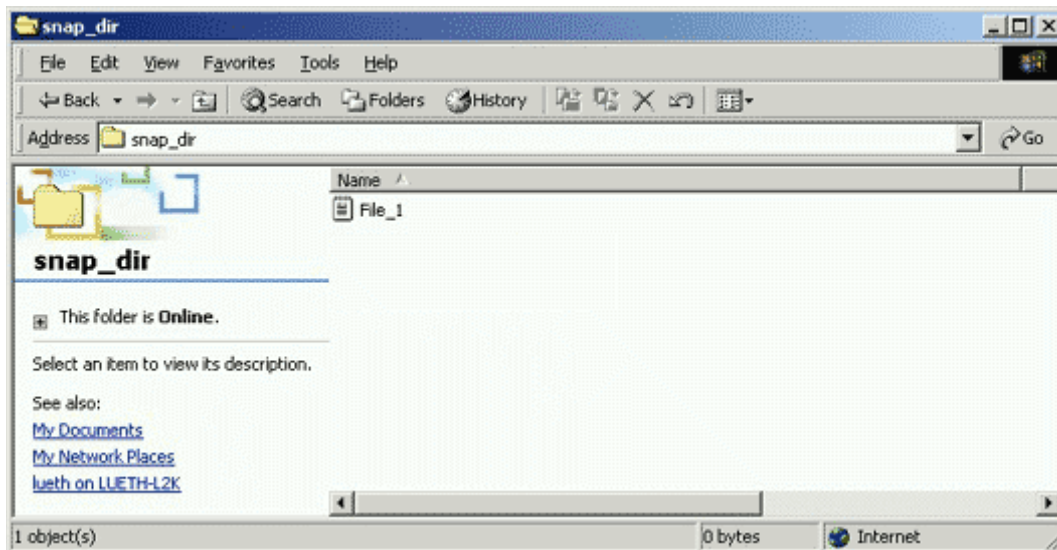 snap_dir
File Edit View Favorites Tools Help
Back Search Folders History
Address snap_dir Go
Name
File_1
snap_dir
This folder is Online.
Select an item to view its description.
See also:
My Documents
My Network Places
lueth on LUETH-L2K
1 object(s) 0 bytes Internet